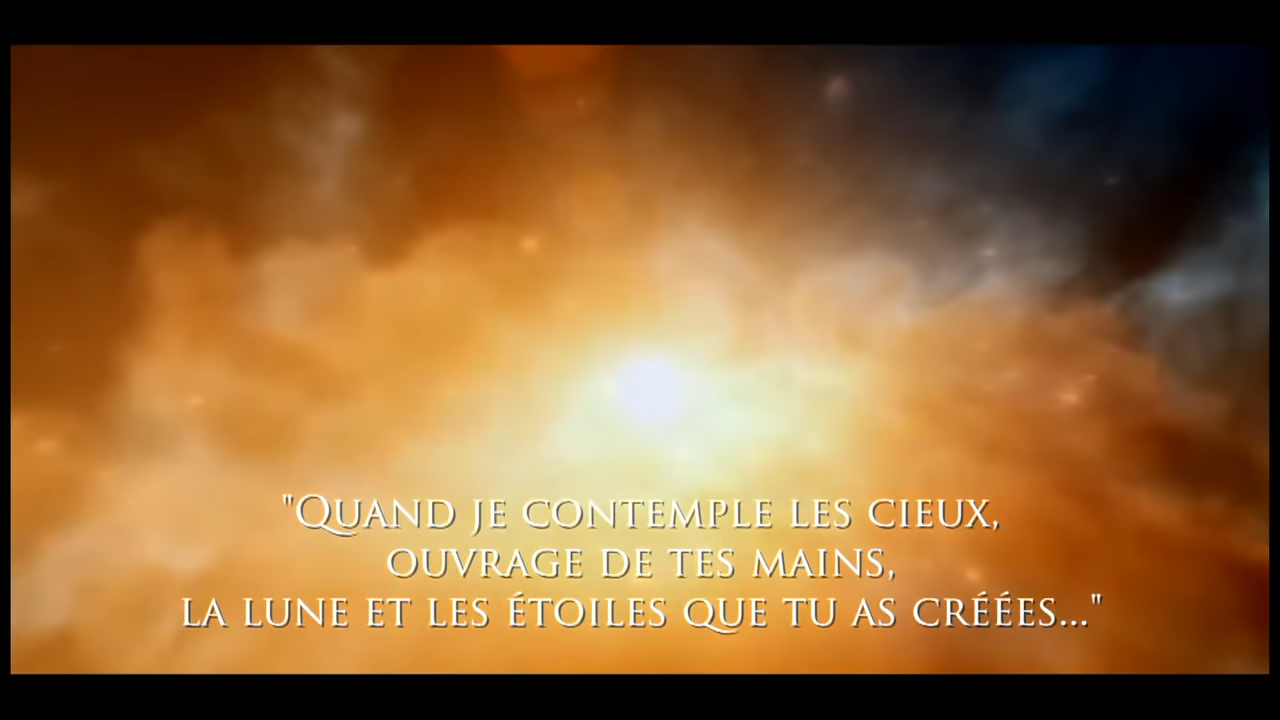 "Quand je contemple les cieux,
ouvrage de tes mains,
la lune et les étoiles que tu as créées..."